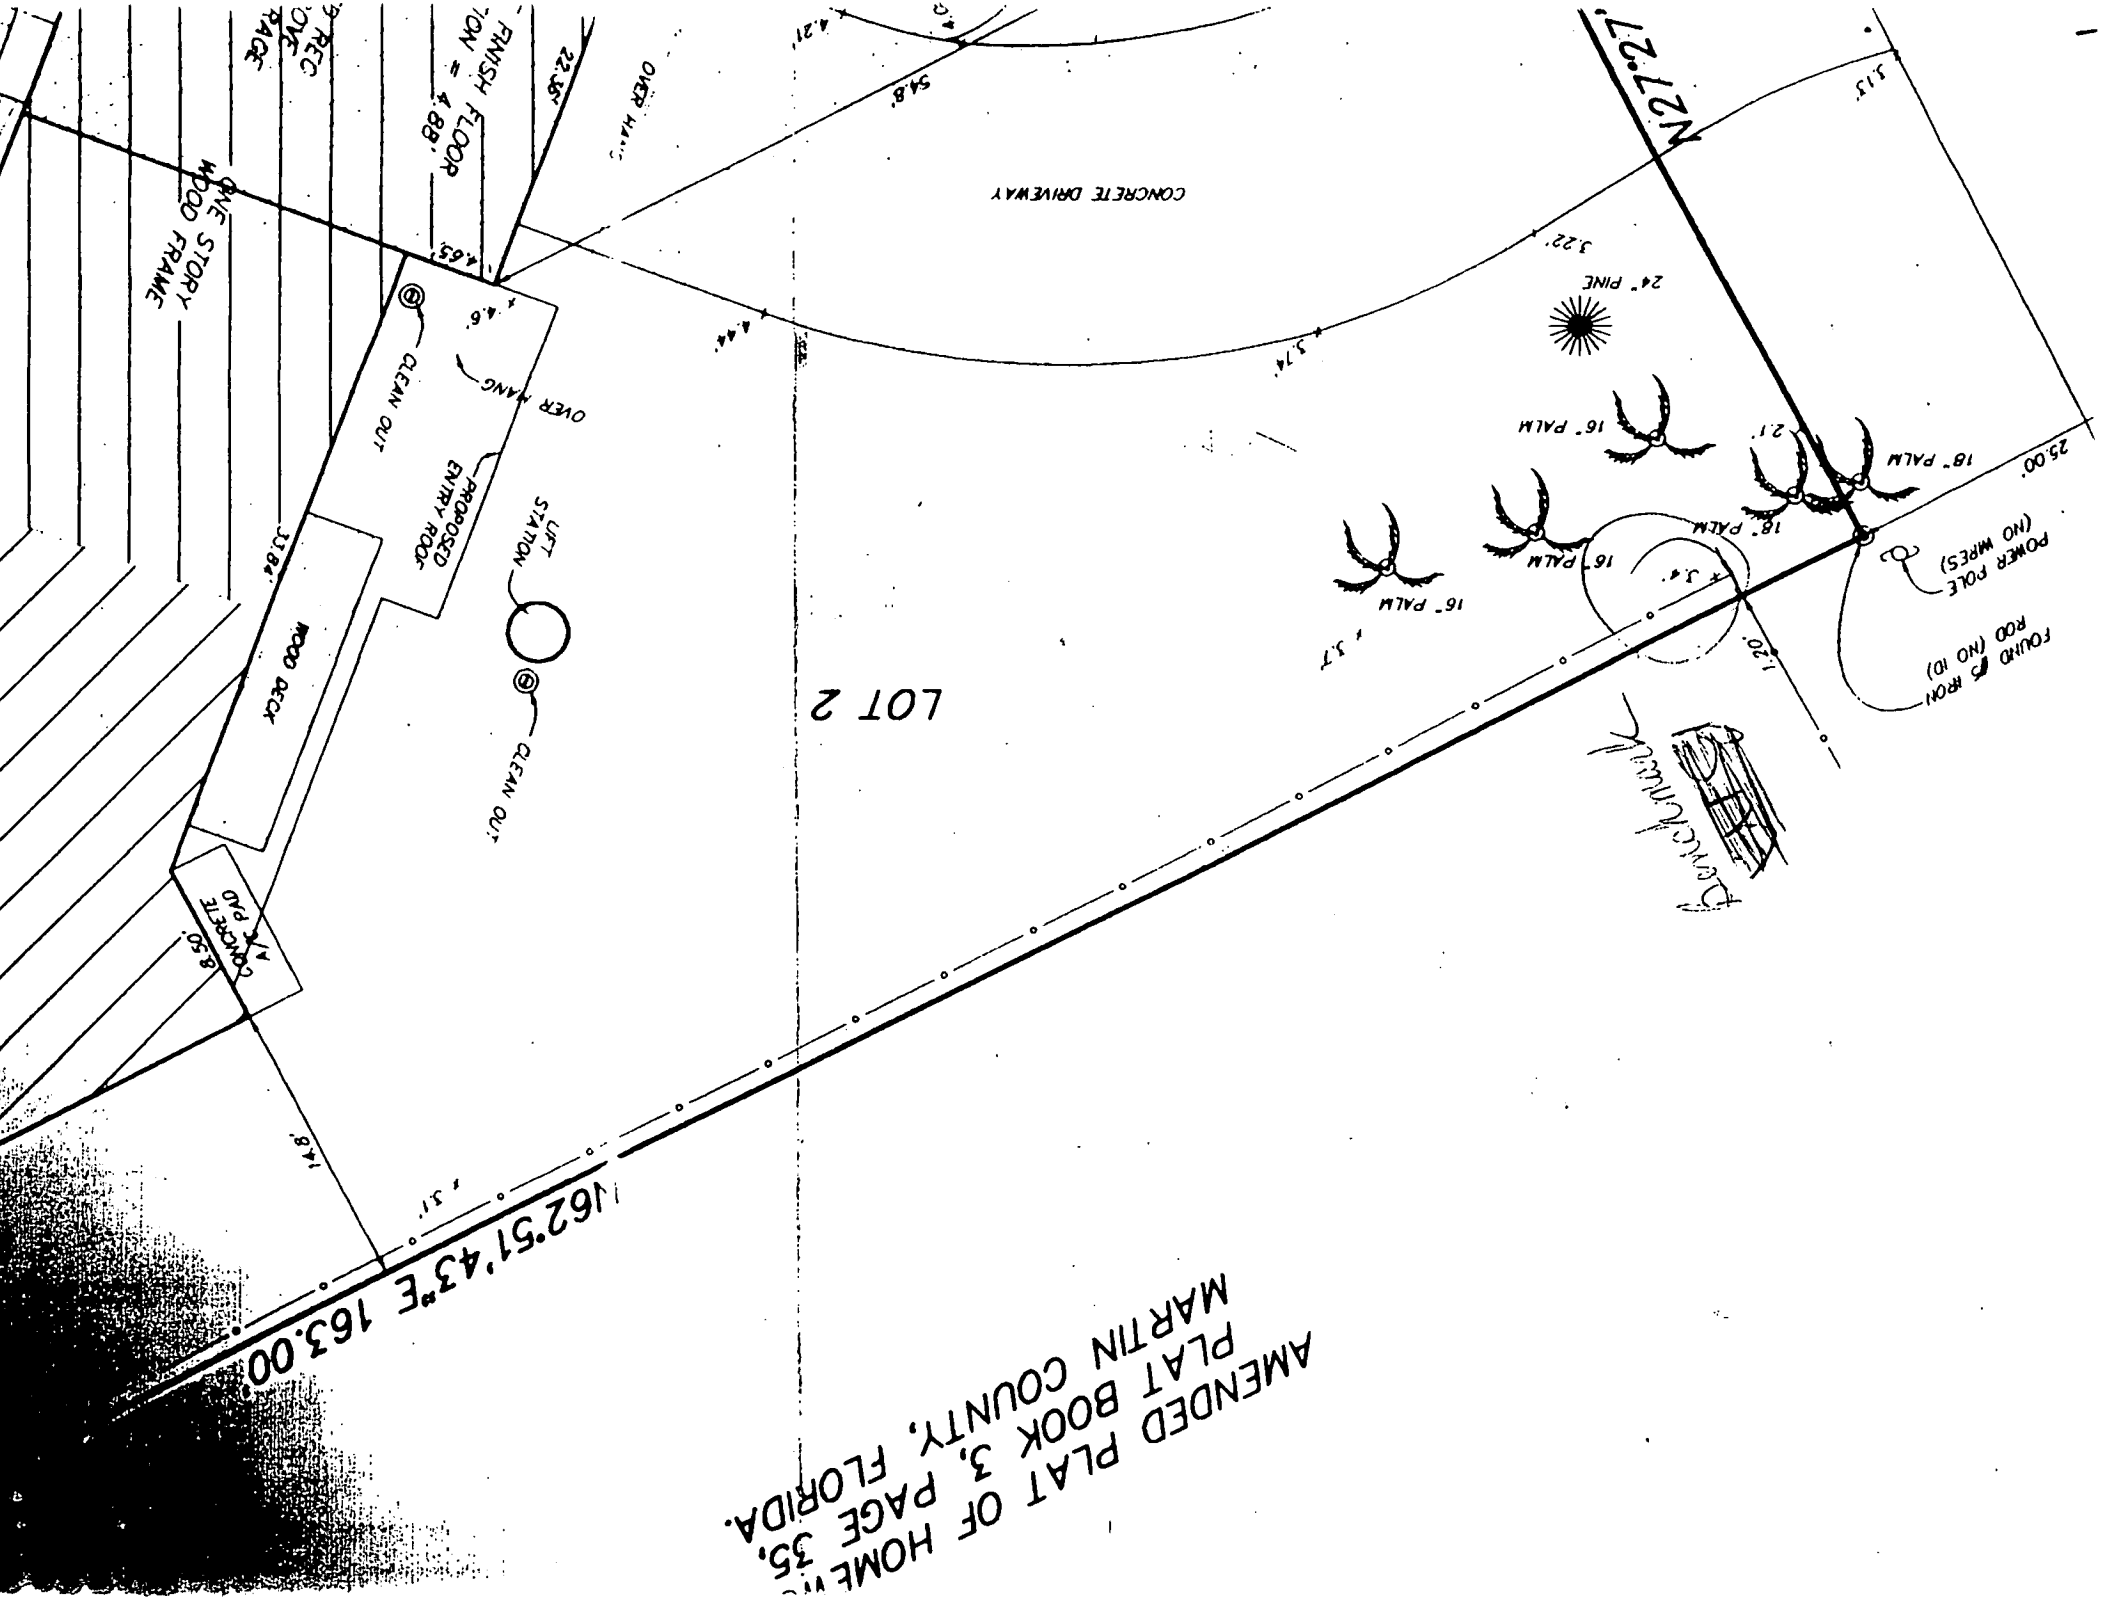 AMENDED PLAT OF
PLAT BOOK 3, PAGE 35,
MARTIN COUNTY, FLORIDA.
62°51'43"E 163.00'
3.1'
14.8'
CONCRETE
A/C PAD
8.50'
WOOD DECK
33.84'
CLEAN OUT
LIFT
STATION
PROPOSED
ENTRY ROOF
OVER HANG
CLEAN OUT
4.6'
4.65'
ONE STORY
WOOD FRAME
FINISH FLOOR
= 4.88'
22.36'
OVER
4.21'
54.8'
CONCRETE DRIVEWAY
4.44'
3.74'
3.22'
3.13'
N27°27'
24" PINE
16" PALM
16" PALM
16" PALM
18" PALM
18" PALM
2.1'
25.00'
POWER POLE
(NO WIRES)
FOUND #5 IRON
ROD (NO ID)
1.20'
3.4'
3.7'
LOT 2
Benchmark